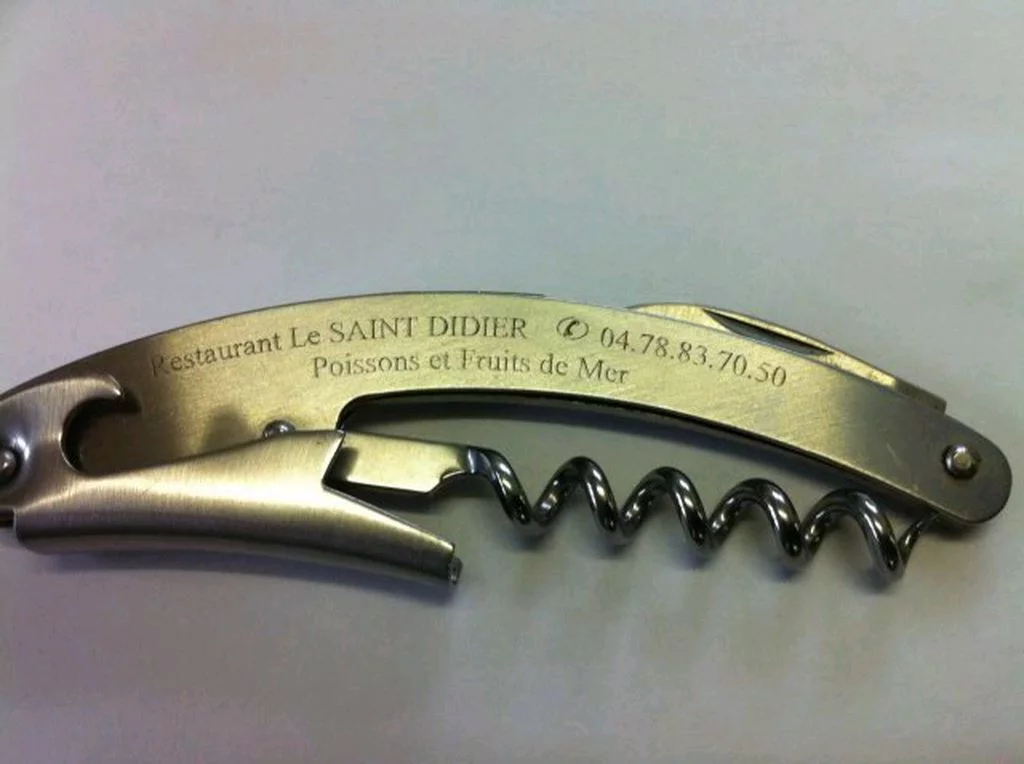 Restaurant Le SAINT DIDIER ✆ 04.78.83.70.50
Poissons et Fruits de Mer